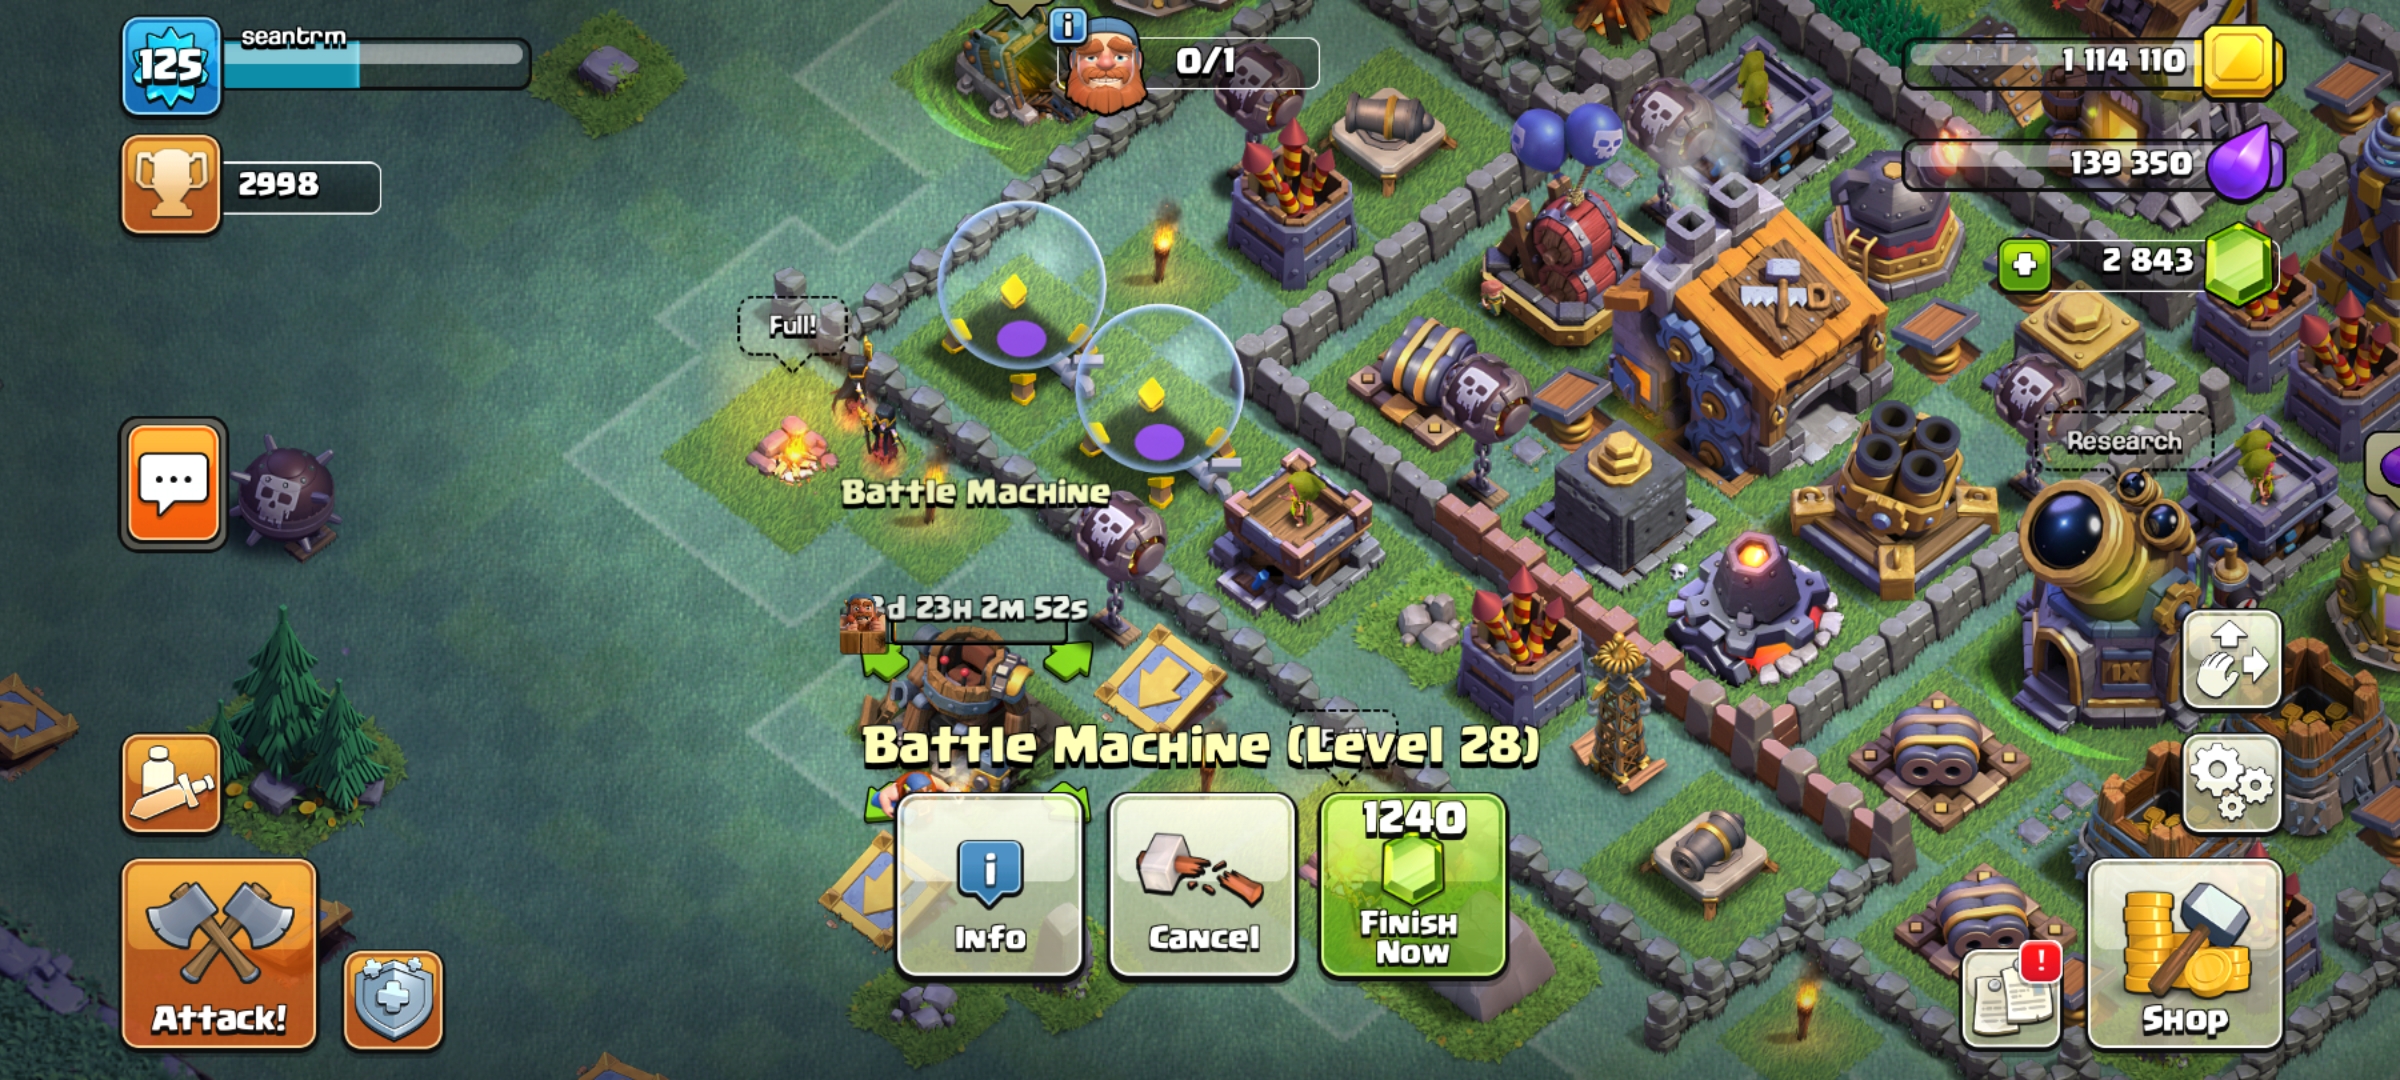 125
seantrm
0/1
1 114 110
2998
139 350
2 843
Full!
Research
Battle Machine
d 23H 2M 52s
Battle Machine (Level 28)
1240
Info
Cancel
Finish
Now
IX
!
Attack!
Shop